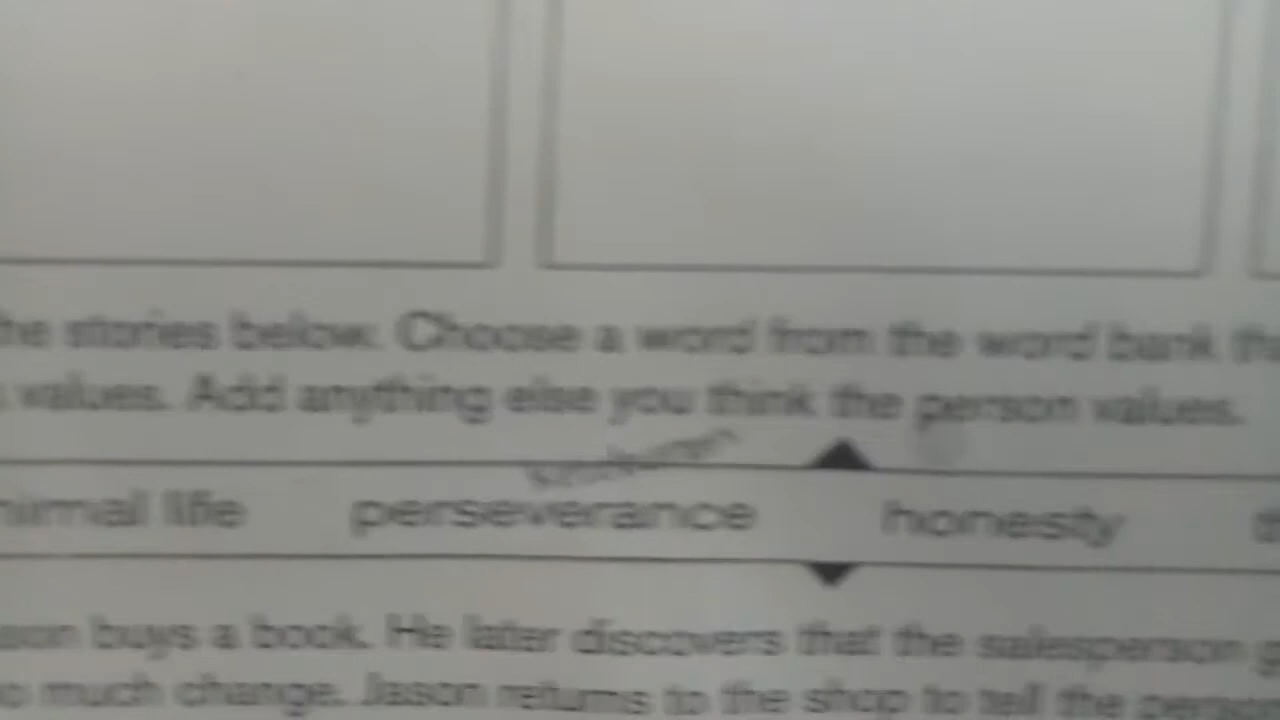 he stories below. Choose a word from the word bank
values. Add anything else you think the person values.
nimal life perseverance honesty
son buys a book. He later discovers that the salesperson
o much change. Jason returns to the shop to tell the person